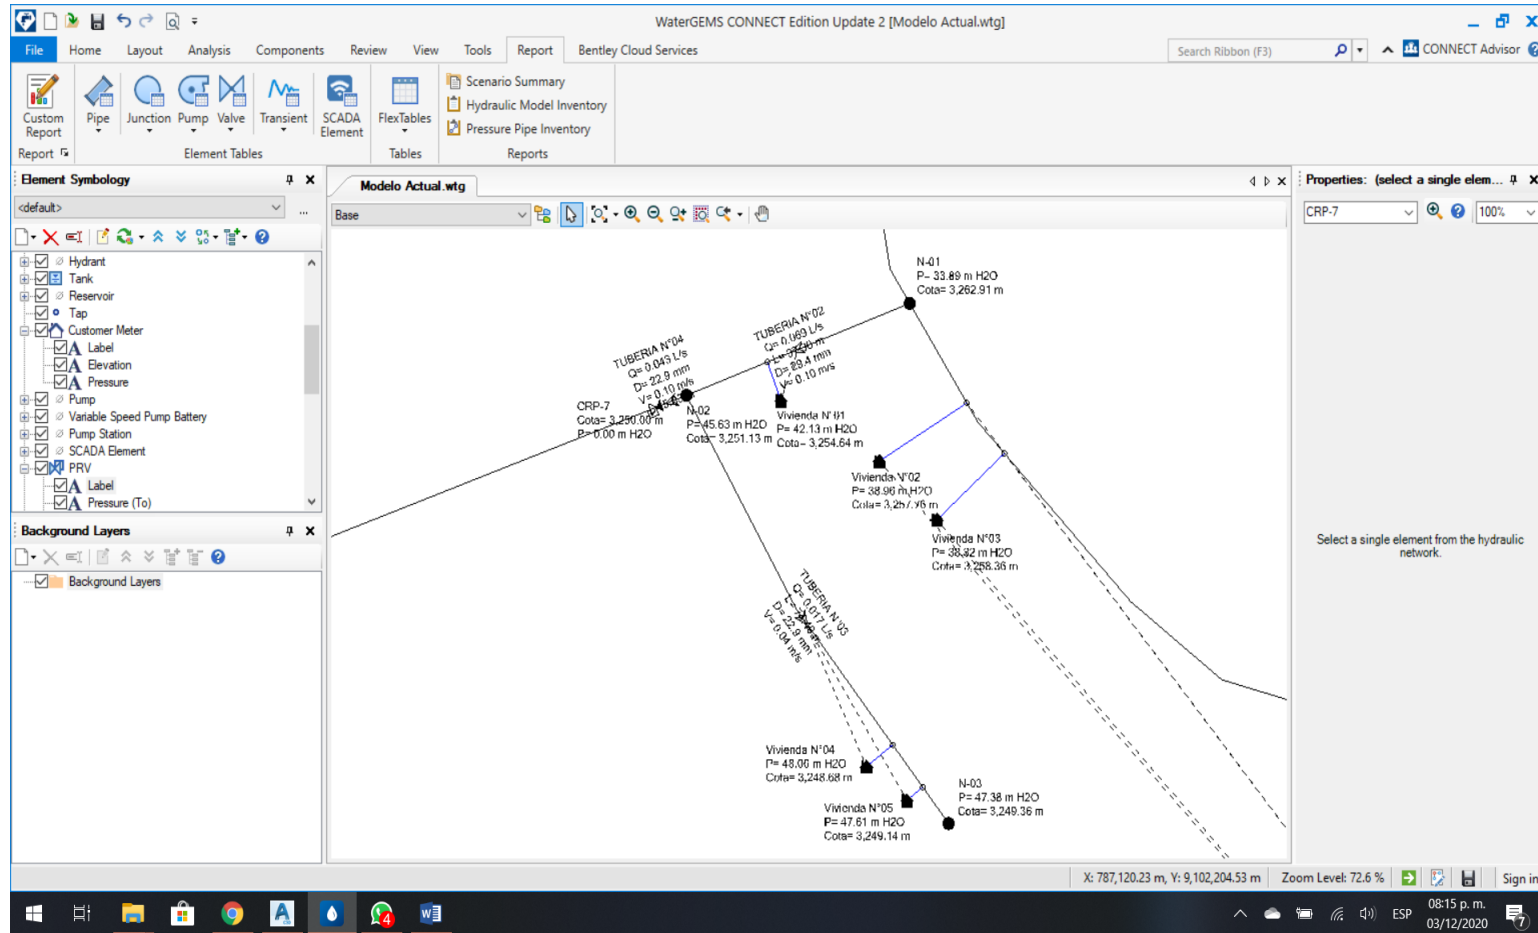 WaterGEMS CONNECT Edition Update 2 [Modelo Actual.wtg]
File Home Layout Analysis Components Review View Tools Report Bentley Cloud Services
Search Ribbon (F3)
CONNECT Advisor
Custom Report
Pipe
Junction
Pump
Valve
Transient
SCADA Element
FlexTables
Scenario Summary
Hydraulic Model Inventory
Pressure Pipe Inventory
Report
Element Tables
Tables
Reports
Element Symbology
<default>
...
Hydrant
Tank
Reservoir
Tap
Customer Meter
Label
Elevation
Pressure
Pump
Variable Speed Pump Battery
Pump Station
SCADA Element
PRV
Label
Pressure (To)
Background Layers
Background Layers
Modelo Actual.wtg
Base
N-01
P= 33.89 m H2O
Cota= 3,262.91 m
TUBERIA N°02
Q= 0.069 L/s
D= 29.4 mm
V= 0.10 m/s
TUBERIA N°04
Q= 0.043 L/s
D= 22.9 mm
V= 0.10 m/s
CRP-7
Cota= 3,250.00 m
P= 0.00 m H2O
N-02
P= 45.63 m H2O
Cota= 3,251.13 m
Vivienda N°01
P= 42.13 m H2O
Cota= 3,254.64 m
Vivienda N°02
P= 38.96 m H2O
Cota= 3,257.76 m
Vivienda N°03
P= 38.32 m H2O
Cota= 3,258.36 m
TUBERIA N°03
Q= 0.017 L/s
D= 22.9 mm
V= 0.04 m/s
Vivienda N°04
P= 48.06 m H2O
Cota= 3,248.68 m
Vivienda N°05
P= 47.61 m H2O
Cota= 3,249.14 m
N-03
P= 47.38 m H2O
Cota= 3,249.36 m
Properties: (select a single elem...
CRP-7
100%
Select a single element from the hydraulic
network.
X: 787,120.23 m, Y: 9,102,204.53 m
Zoom Level: 72.6 %
Sign in
4
ESP
08:15 p. m.
03/12/2020
7